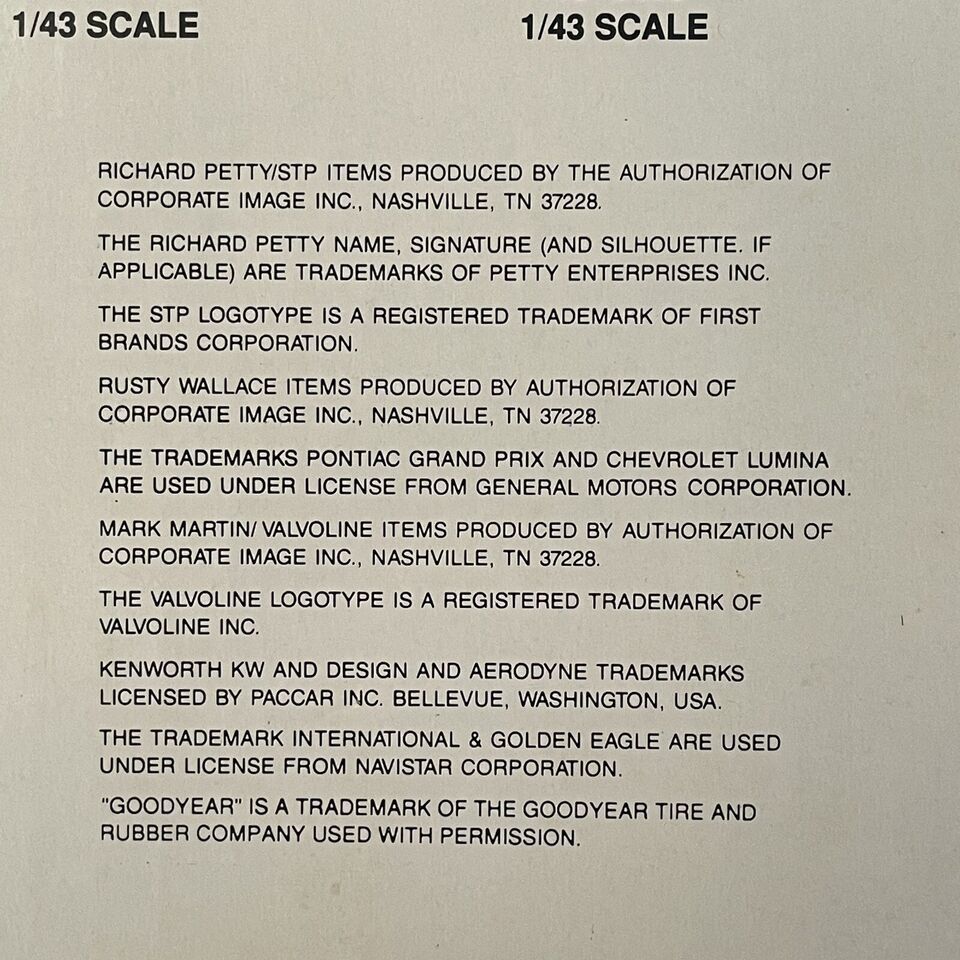 1/43 SCALE 1/43 SCALE
RICHARD PETTY/STP ITEMS PRODUCED BY THE AUTHORIZATION OF
CORPORATE IMAGE INC., NASHVILLE, TN 37228.
THE RICHARD PETTY NAME, SIGNATURE (AND SILHOUETTE. IF
APPLICABLE) ARE TRADEMARKS OF PETTY ENTERPRISES INC.
THE STP LOGOTYPE IS A REGISTERED TRADEMARK OF FIRST
BRANDS CORPORATION.
RUSTY WALLACE ITEMS PRODUCED BY AUTHORIZATION OF
CORPORATE IMAGE INC., NASHVILLE, TN 37228.
THE TRADEMARKS PONTIAC GRAND PRIX AND CHEVROLET LUMINA
ARE USED UNDER LICENSE FROM GENERAL MOTORS CORPORATION.
MARK MARTIN/ VALVOLINE ITEMS PRODUCED BY AUTHORIZATION OF
CORPORATE IMAGE INC., NASHVILLE, TN 37228.
THE VALVOLINE LOGOTYPE IS A REGISTERED TRADEMARK OF
VALVOLINE INC.
KENWORTH KW AND DESIGN AND AERODYNE TRADEMARKS
LICENSED BY PACCAR INC. BELLEVUE, WASHINGTON, USA.
THE TRADEMARK INTERNATIONAL & GOLDEN EAGLE ARE USED
UNDER LICENSE FROM NAVISTAR CORPORATION.
"GOODYEAR" IS A TRADEMARK OF THE GOODYEAR TIRE AND
RUBBER COMPANY USED WITH PERMISSION.